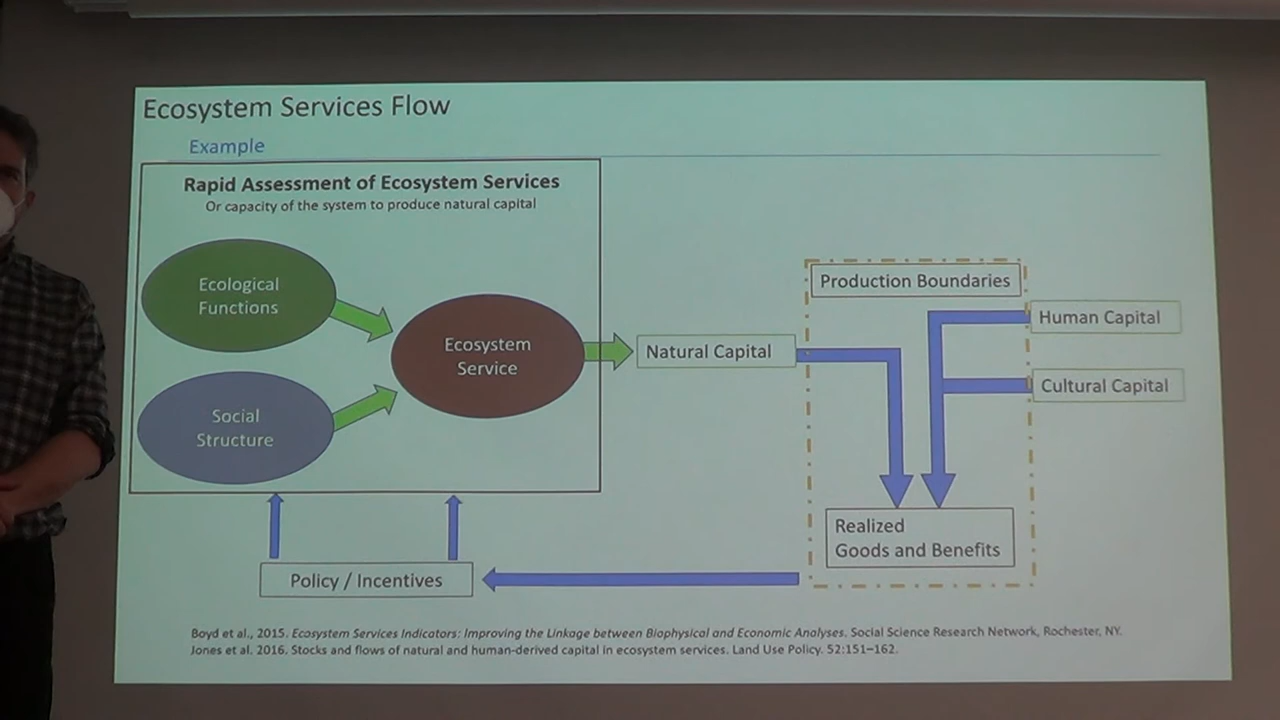 Ecosystem Services Flow
Example
Rapid Assessment of Ecosystem Services
Or capacity of the system to produce natural capital
Ecological
Functions
Ecosystem
Service
Social
Structure
Natural Capital
Production Boundaries
Human Capital
Cultural Capital
Realized
Goods and Benefits
Policy / Incentives
Boyd et al., 2015. Ecosystem Services Indicators: Improving the Linkage between Biophysical and Economic Analyses. Social Science Research Network, Rochester, NY.
Jones et al. 2016. Stocks and flows of natural and human-derived capital in ecosystem services. Land Use Policy. 52:151–162.